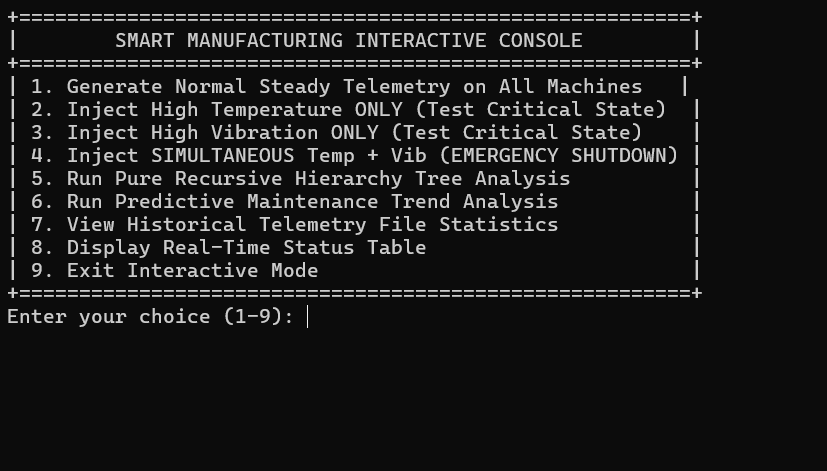 +========================================================+
|        SMART MANUFACTURING INTERACTIVE CONSOLE         |
+========================================================+
| 1. Generate Normal Steady Telemetry on All Machines   |
| 2. Inject High Temperature ONLY (Test Critical State)  |
| 3. Inject High Vibration ONLY (Test Critical State)    |
| 4. Inject SIMULTANEOUS Temp + Vib (EMERGENCY SHUTDOWN) |
| 5. Run Pure Recursive Hierarchy Tree Analysis          |
| 6. Run Predictive Maintenance Trend Analysis           |
| 7. View Historical Telemetry File Statistics           |
| 8. Display Real-Time Status Table                      |
| 9. Exit Interactive Mode                               |
+========================================================+
Enter your choice (1-9):